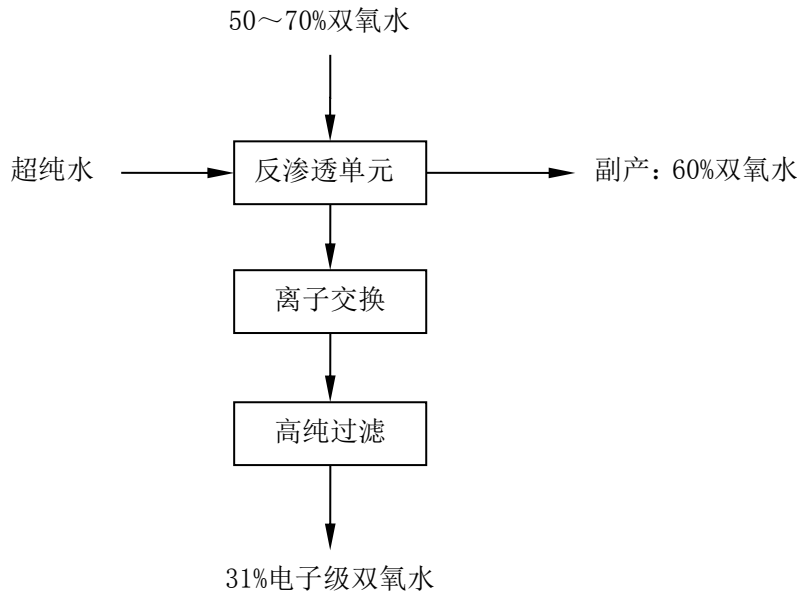 50～70%双氧水
超纯水
反渗透单元
副产：60%双氧水
离子交换
高纯过滤
31%电子级双氧水